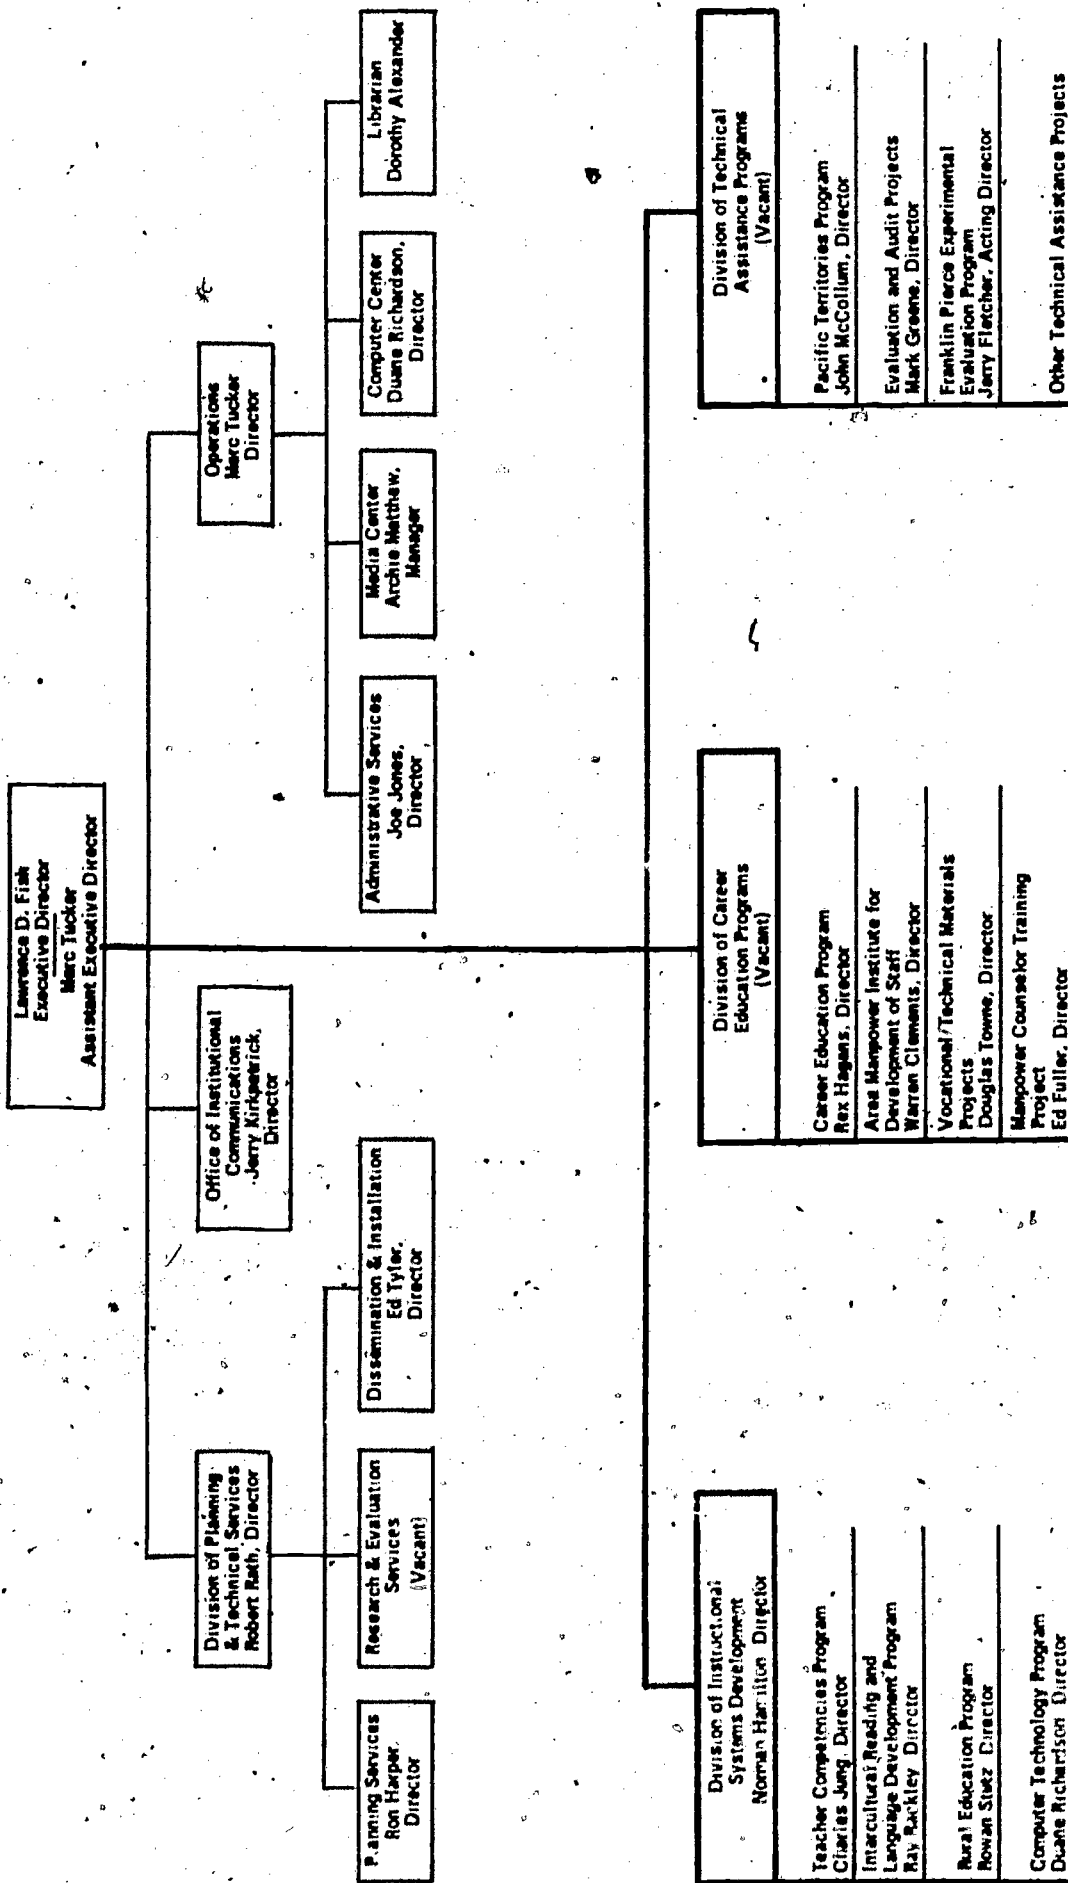 Lawrence D. Fish
Executive Director
Marc Tucker
Assistant Executive Director
Division of Planning
& Technical Services
Robert Rath, Director
Office of Institutional
Communications
Jerry Kirkpatrick,
Director
Operations
Marc Tucker
Director
Planning Services
Ron Harper,
Director
Research & Evaluation
Services
(Vacant)
Dissemination & Installation
Ed Tyler,
Director
Administrative Services
Joe Jones,
Director
Media Center
Archie Matthew,
Manager
Computer Center
Duane Richardson,
Director
Librarian
Dorothy Alexander
Division of Instructional
Systems Development
Norman Hamilton Director
Teacher Competencies Program
Charles Jung, Director
Intercultural Reading and
Language Development Program
Ray Rackley Director
Rural Education Program
Rowan Stutz Director
Computer Technology Program
Duane Richardson Director
Division of Career
Education Programs
(Vacant)
Career Education Program
Rex Hagans, Director
Area Manpower Institute for
Development of Staff
Warren Clements, Director
Vocational/Technical Materials
Projects
Douglas Towne, Director
Manpower Counselor Training
Project
Ed Fuller, Director
Division of Technical
Assistance Programs
(Vacant)
Pacific Territories Program
John McCollum, Director
Evaluation and Audit Projects
Mark Greene, Director
Franklin Pierce Experimental
Evaluation Program
Jerry Fletcher, Acting Director
Other Technical Assistance Projects